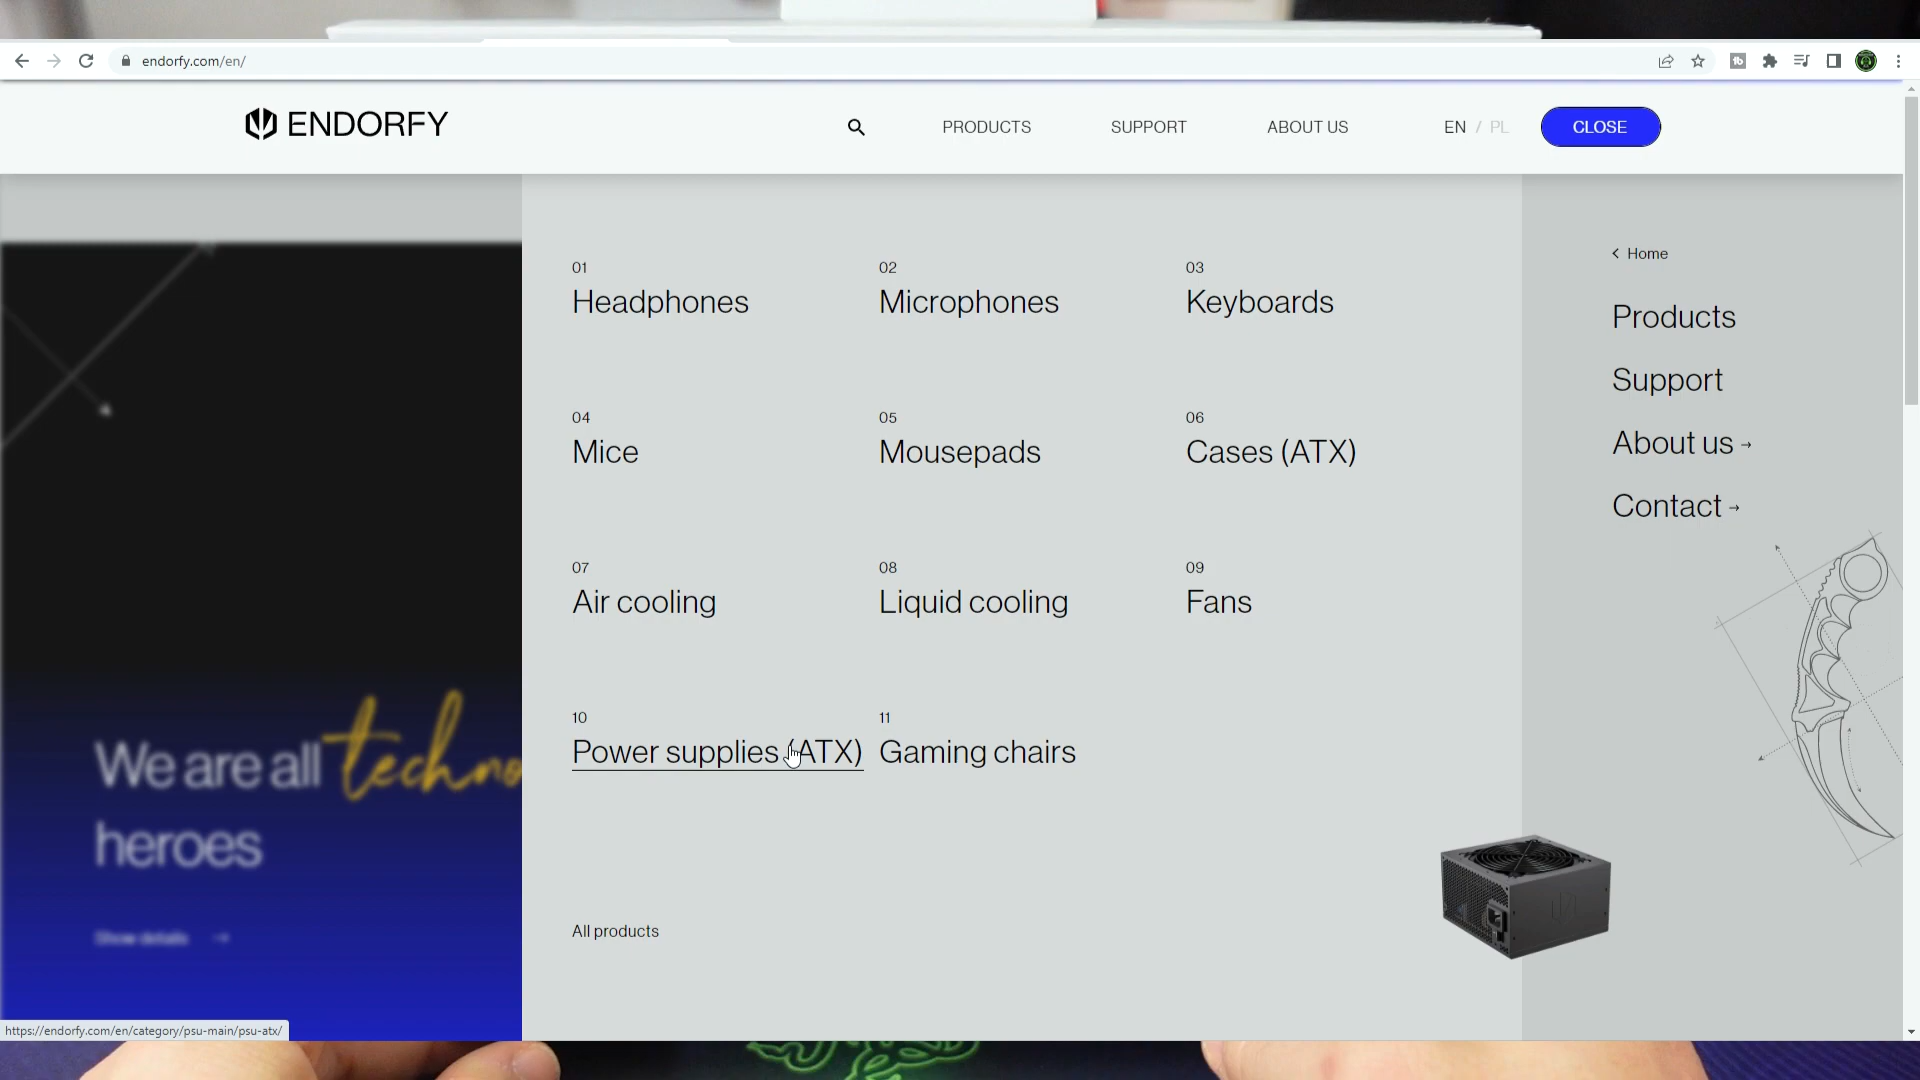 endorfy.com/en/
ENDORFY
PRODUCTS
SUPPORT
ABOUT US
EN / PL
CLOSE
01
Headphones
02
Microphones
03
Keyboards
04
Mice
05
Mousepads
06
Cases (ATX)
07
Air cooling
08
Liquid cooling
09
Fans
10
Power supplies (ATX)
11
Gaming chairs
All products
< Home
Products
Support
About us →
Contact →
We are all techno
heroes
Show details →
https://endorfy.com/en/category/psu-main/psu-atx/